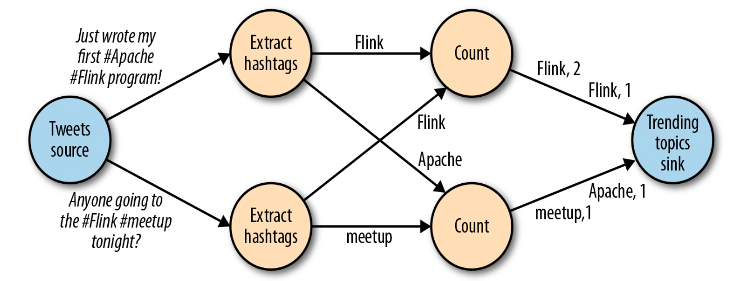 Just wrote my
first #Apache
#Flink program!
Extract
hashtags
Flink
Count
Flink, 2
Flink, 1
Tweets
source
Flink
Apache
Trending
topics
sink
Anyone going to
the #Flink #meetup
tonight?
Extract
hashtags
meetup
Count
Apache, 1
meetup,1